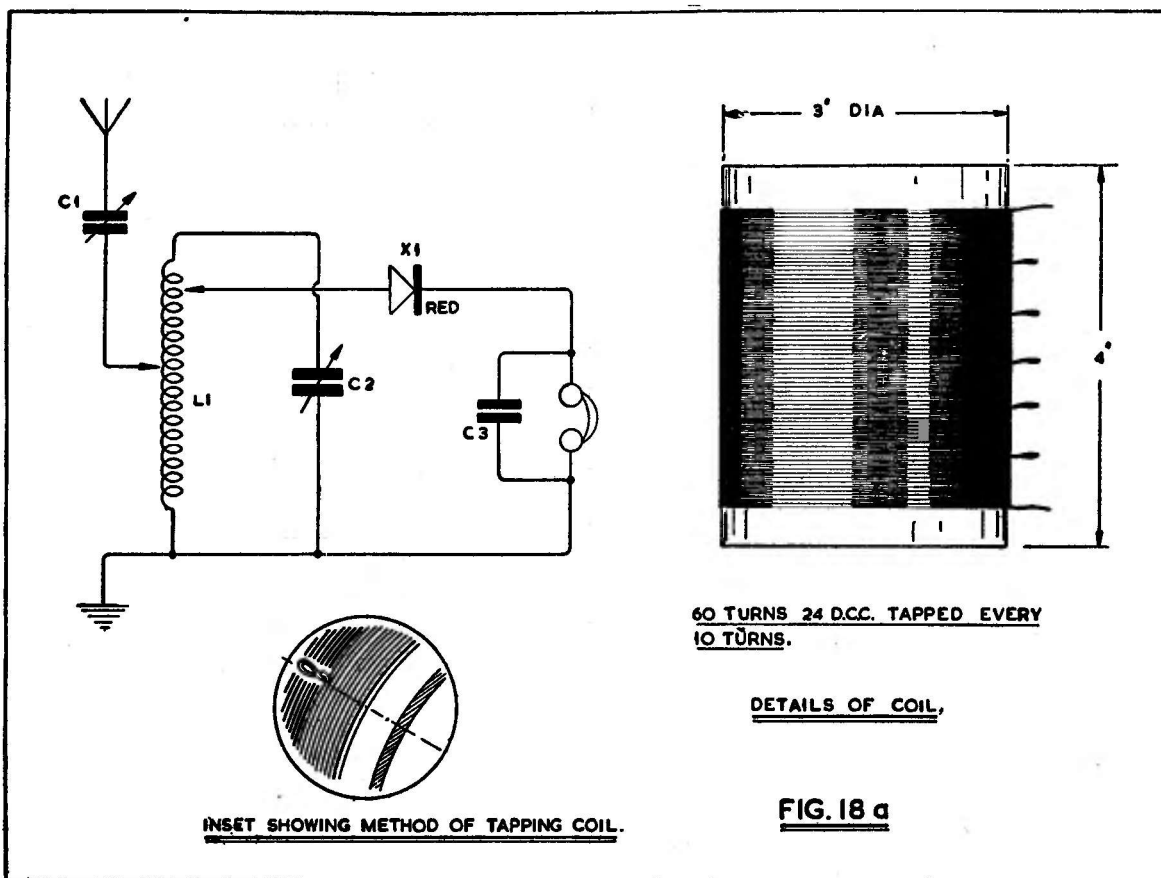 C1
X1
RED
L1
C2
C3
3" DIA
4"
60 TURNS 24 D.C.C. TAPPED EVERY
10 TURNS.
DETAILS OF COIL,
INSET SHOWING METHOD OF TAPPING COIL.
FIG. 18 a